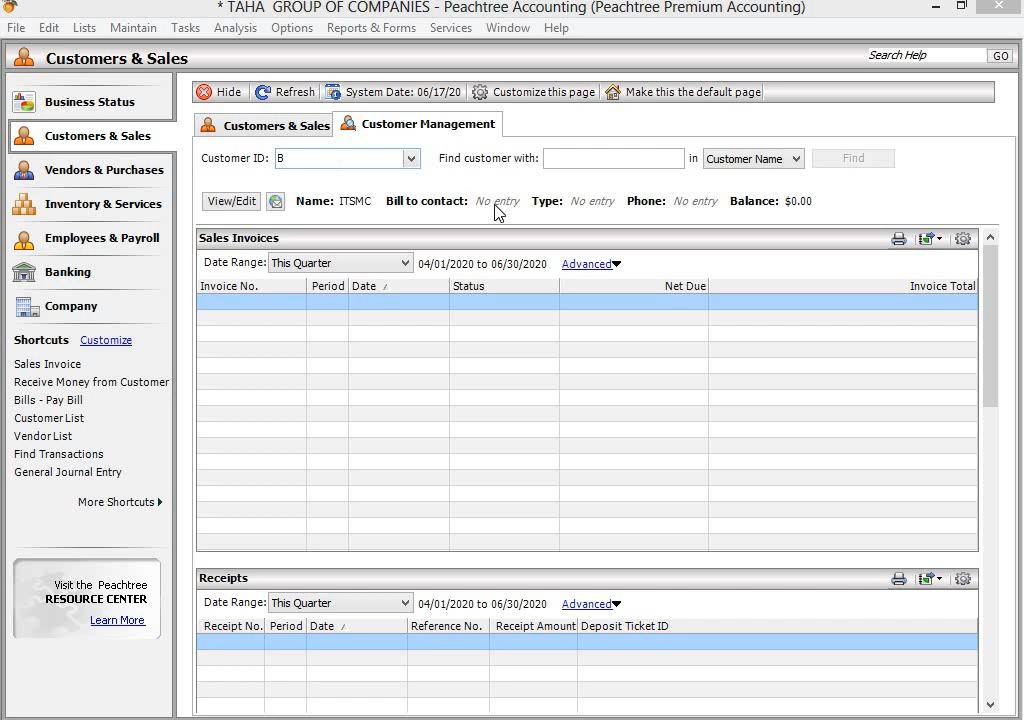 * TAHA  GROUP OF COMPANIES - Peachtree Accounting (Peachtree Premium Accounting)
File Edit Lists Maintain Tasks Analysis Options Reports & Forms Services Window Help
Customers & Sales Search Help GO
Hide Refresh System Date: 06/17/20 Customize this page Make this the default page
Customers & Sales Customer Management
Customer ID: B Find customer with: in Customer Name Find
View/Edit Name: ITSMC Bill to contact: No entry Type: No entry Phone: No entry Balance: $0.00
Business Status
Customers & Sales
Vendors & Purchases
Inventory & Services
Employees & Payroll
Banking
Company
Shortcuts Customize
Sales Invoice
Receive Money from Customer
Bills - Pay Bill
Customer List
Vendor List
Find Transactions
General Journal Entry
More Shortcuts
Visit the Peachtree
RESOURCE CENTER
Learn More
Sales Invoices
Date Range: This Quarter 04/01/2020 to 06/30/2020 Advanced
Invoice No. Period Date Status Net Due Invoice Total
Receipts
Date Range: This Quarter 04/01/2020 to 06/30/2020 Advanced
Receipt No. Period Date Reference No. Receipt Amount Deposit Ticket ID